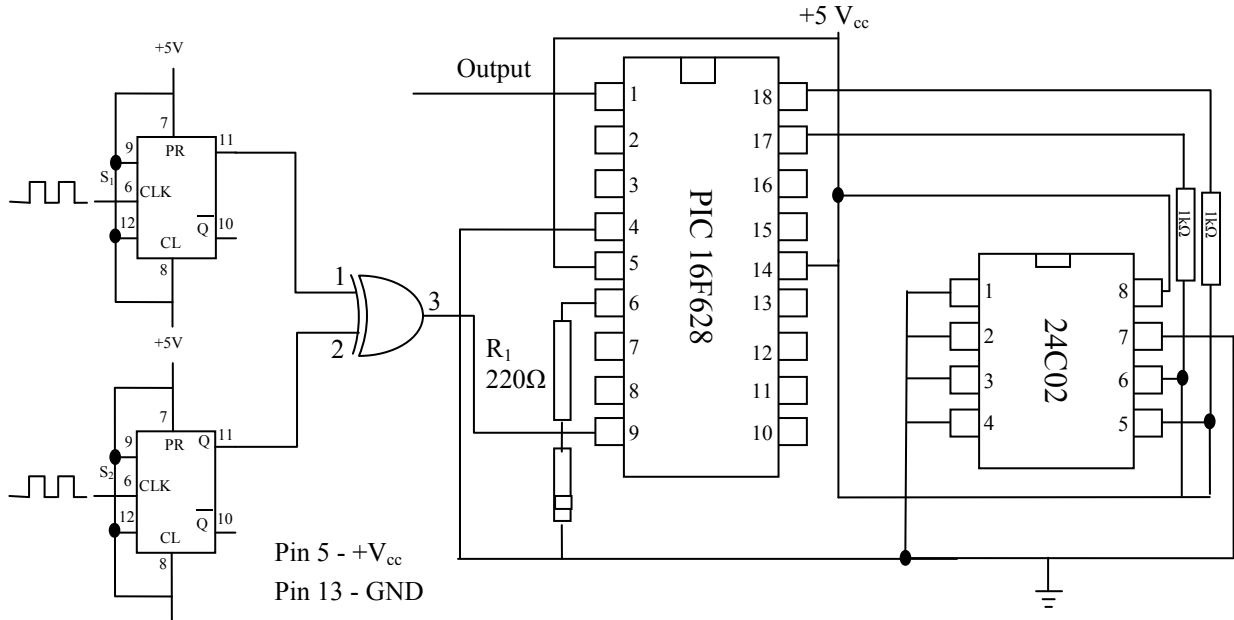 +5 Vcc
Output
+5V
7
9
PR
11
S1
6
CLK
12
CL
Q
10
8
+5V
7
9
PR
Q
11
S2
6
CLK
12
CL
Q
10
8
1
2
3
R1
220Ω
Pin 5 - +Vcc
Pin 13 - GND
PIC 16F628
1
2
3
4
5
6
7
8
9
18
17
16
15
14
13
12
11
10
1kΩ
1kΩ
24C02
1
2
3
4
8
7
6
5